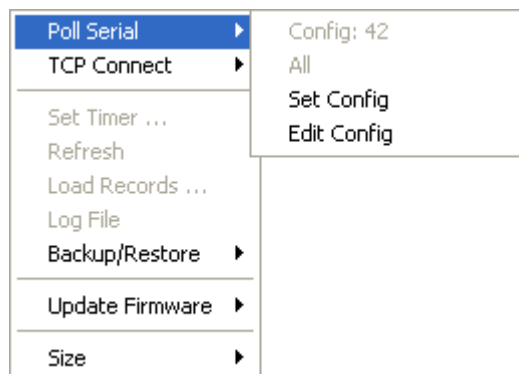 Poll Serial
TCP Connect
Set Timer ...
Refresh
Load Records ...
Log File
Backup/Restore
Update Firmware
Size
Config: 42
All
Set Config
Edit Config